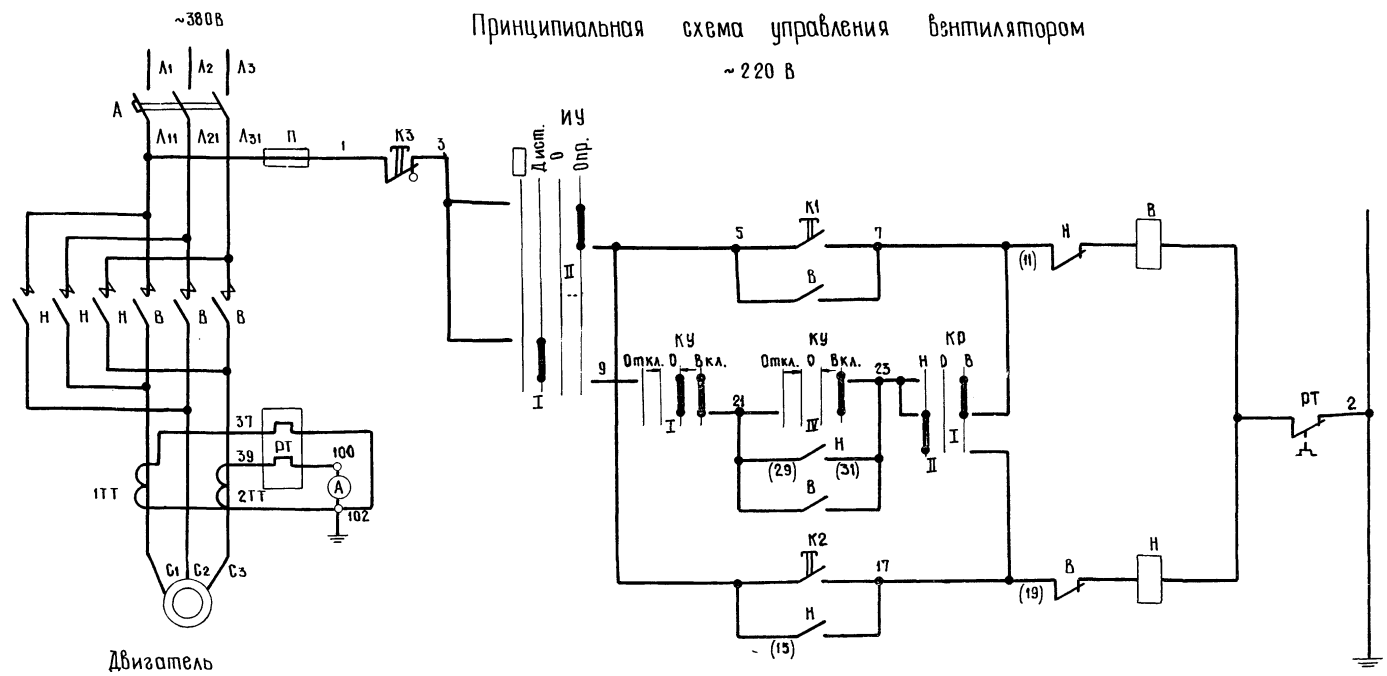 Принципиальная схема управления вентилятором
~380В
~220 В
Л1 Л2 Л3
А
Л11 Л21 Л31 П 1 К3 3
ИУ
Дист. 0 Опр.
II
I
К1
5 7
В
Н
(11)
В
9
КУ
Откл. 0 Вкл.
I
21
КУ
Откл. 0 Вкл.
IV
23
КР
Н 0 В
I
II
Н
(29) (31)
В
Н Н Н В В В
37
РТ
39
100
А
102
1ТТ 2ТТ
С1 С2 С3
Двигатель
К2
17
Н
(15)
В
(19)
Н
РТ
2